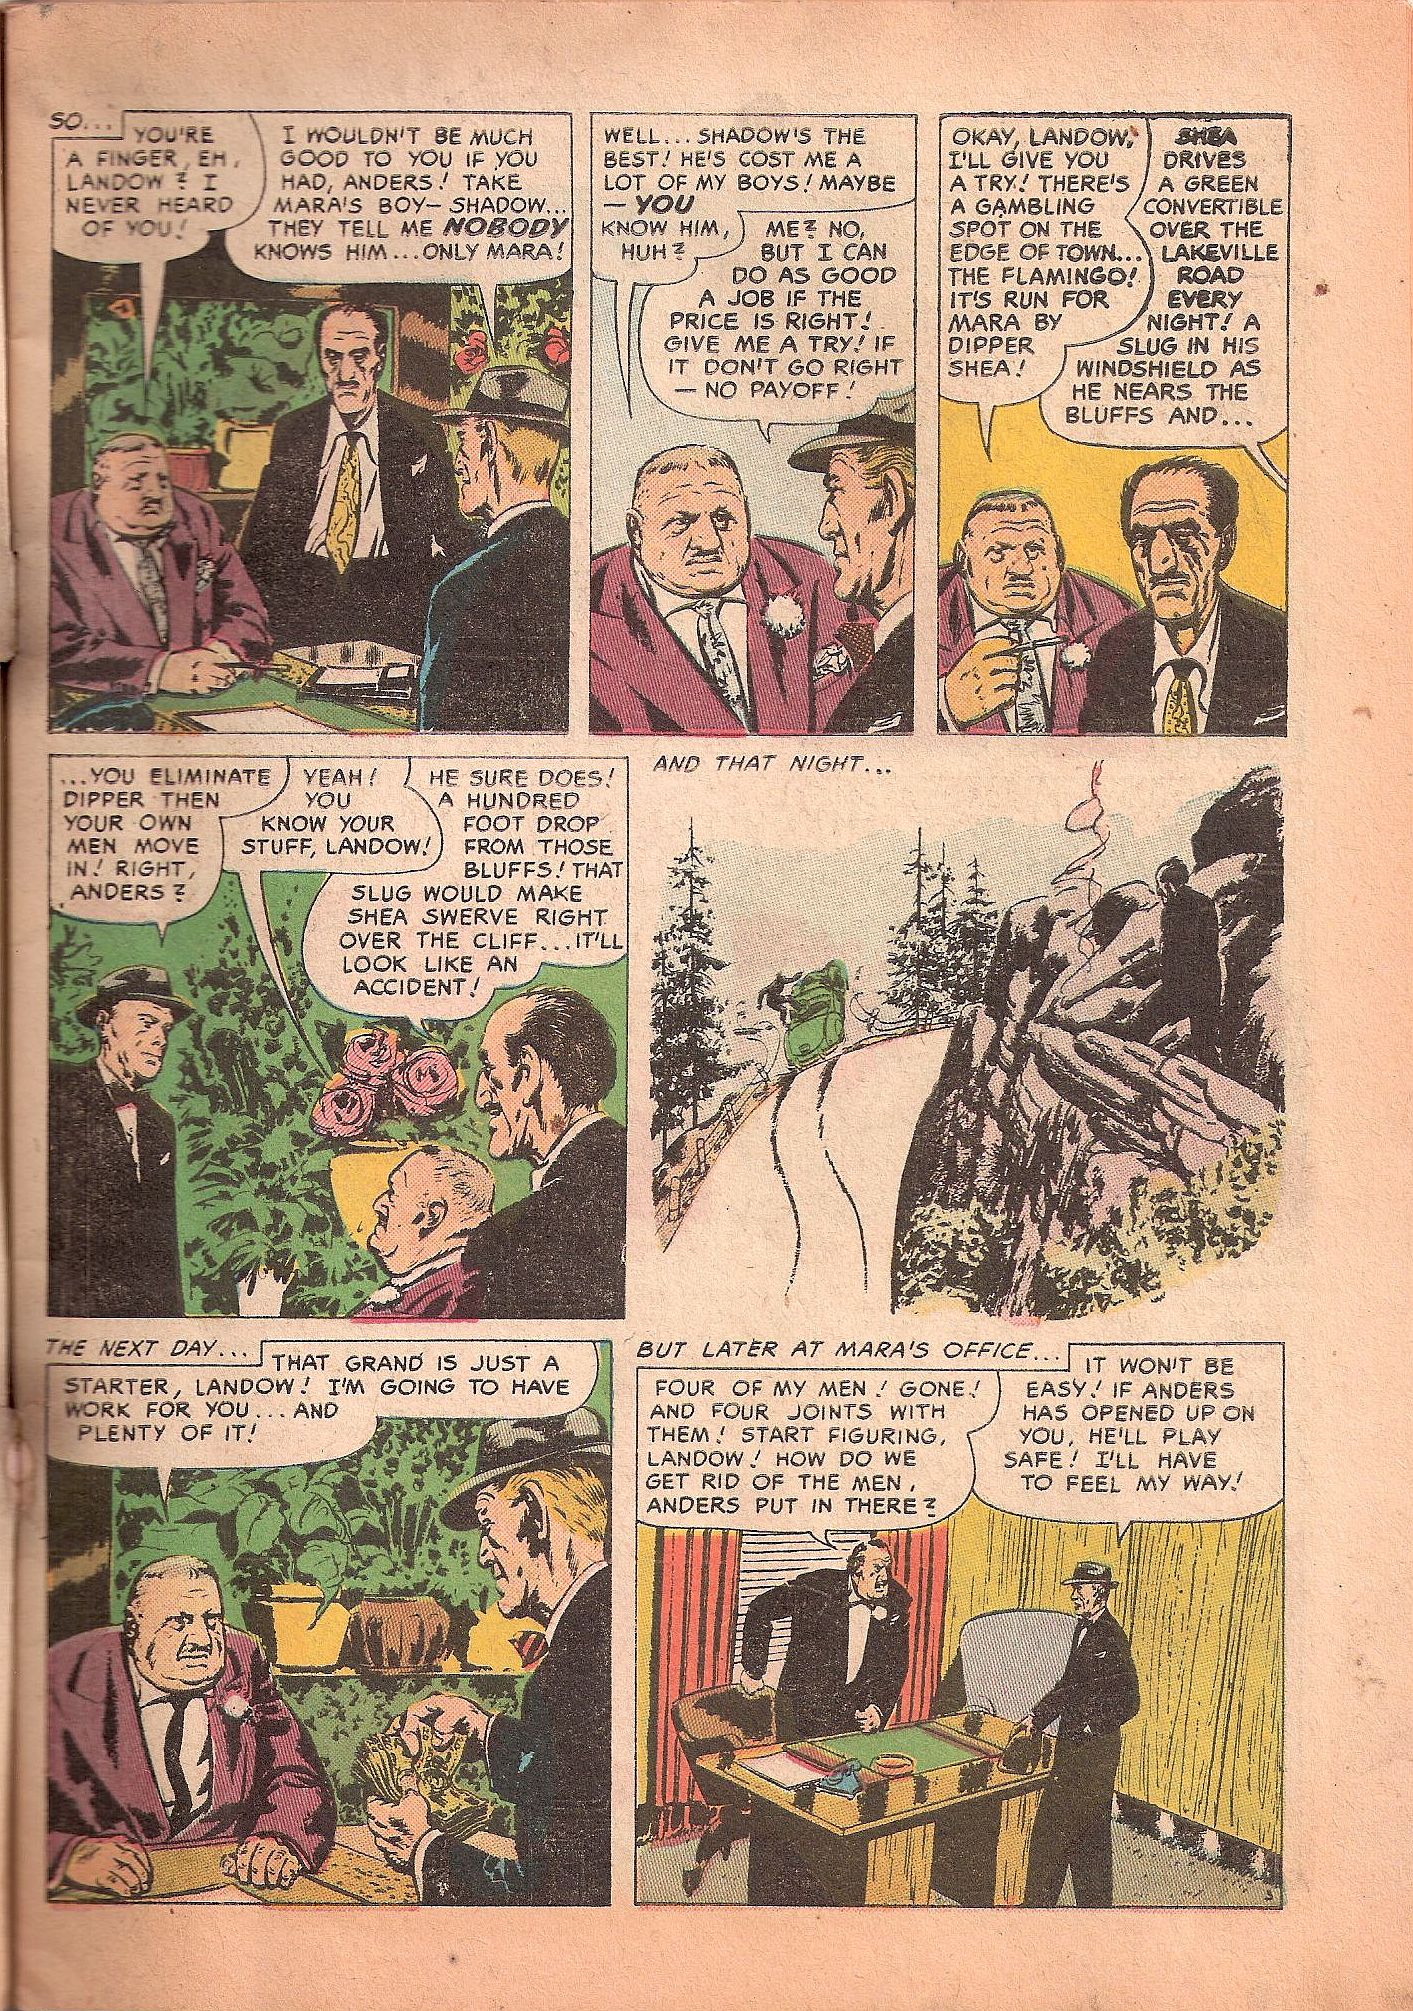 SO...
YOU'RE
A FINGER, EH,
LANDOW? I
NEVER HEARD
OF YOU!
I WOULDN'T BE MUCH
GOOD TO YOU IF YOU
HAD, ANDERS! TAKE
MARA'S BOY—SHADOW...
THEY TELL ME NOBODY
KNOWS HIM...ONLY MARA!
WELL...SHADOW'S THE
BEST! HE'S COST ME A
LOT OF MY BOYS! MAYBE
—YOU
KNOW HIM,
HUH?
ME? NO,
BUT I CAN
DO AS GOOD
A JOB IF THE
PRICE IS RIGHT!
GIVE ME A TRY! IF
IT DON'T GO RIGHT
—NO PAYOFF!
OKAY, LANDOW,
I'LL GIVE YOU
A TRY! THERE'S
A GAMBLING
SPOT ON THE
EDGE OF TOWN...
THE FLAMINGO!
IT'S RUN FOR
MARA BY
DIPPER
SHEA!
SHEA
DRIVES
A GREEN
CONVERTIBLE
OVER THE
LAKEVILLE
ROAD
EVERY
NIGHT! A
SLUG IN HIS
WINDSHIELD AS
HE NEARS THE
BLUFFS AND...
...YOU ELIMINATE
DIPPER THEN
YOUR OWN
MEN MOVE
IN! RIGHT,
ANDERS?
YEAH!
YOU
KNOW YOUR
STUFF, LANDOW!
HE SURE DOES!
A HUNDRED
FOOT DROP
FROM THOSE
BLUFFS! THAT
SLUG WOULD MAKE
SHEA SWERVE RIGHT
OVER THE CLIFF...IT'LL
LOOK LIKE AN
ACCIDENT!
AND THAT NIGHT...
THE NEXT DAY...
THAT GRAND IS JUST A
STARTER, LANDOW! I'M GOING TO HAVE
WORK FOR YOU...AND
PLENTY OF IT!
BUT LATER AT MARA'S OFFICE...
FOUR OF MY MEN! GONE!
AND FOUR JOINTS WITH
THEM! START FIGURING,
LANDOW! HOW DO WE
GET RID OF THE MEN,
ANDERS PUT IN THERE?
IT WON'T BE
EASY! IF ANDERS
HAS OPENED UP ON
YOU, HE'LL PLAY
SAFE! I'LL HAVE
TO FEEL MY WAY!
3